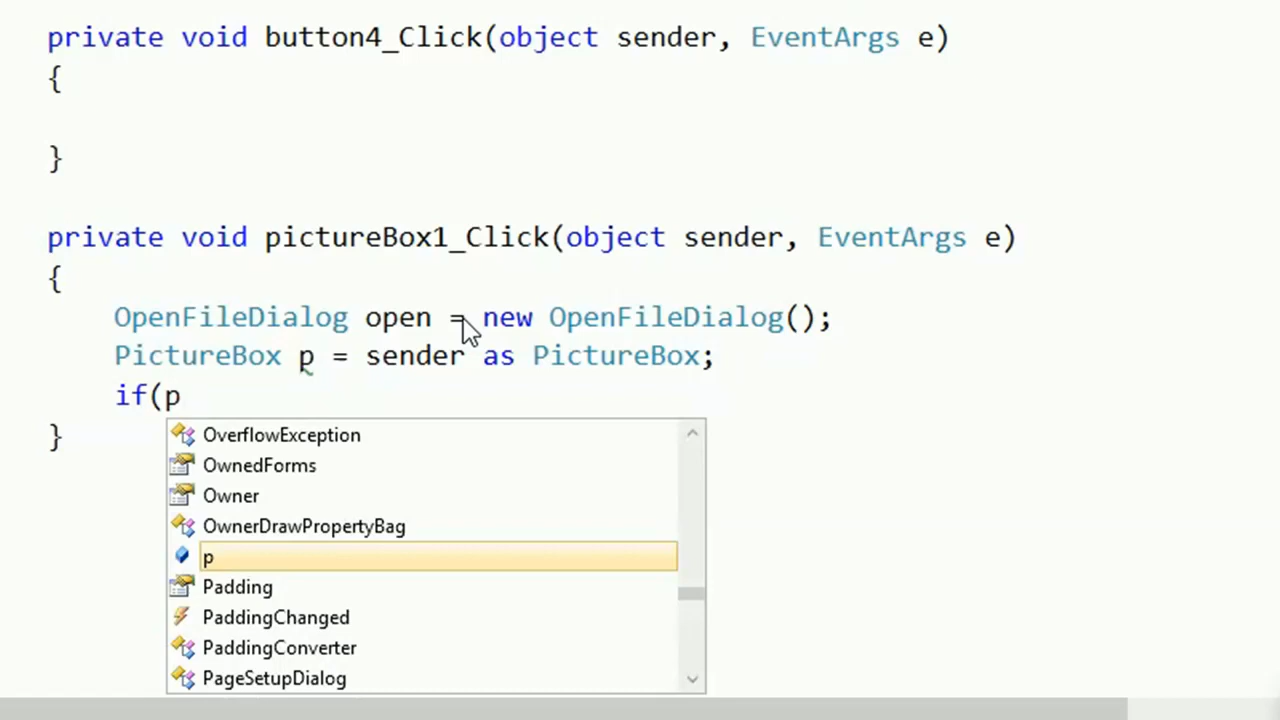 private void button4_Click(object sender, EventArgs e)
{
}
private void pictureBox1_Click(object sender, EventArgs e)
{
OpenFileDialog open = new OpenFileDialog();
PictureBox p = sender as PictureBox;
if(p
}
OverflowException
OwnedForms
Owner
OwnerDrawPropertyBag
p
Padding
PaddingChanged
PaddingConverter
PageSetupDialog